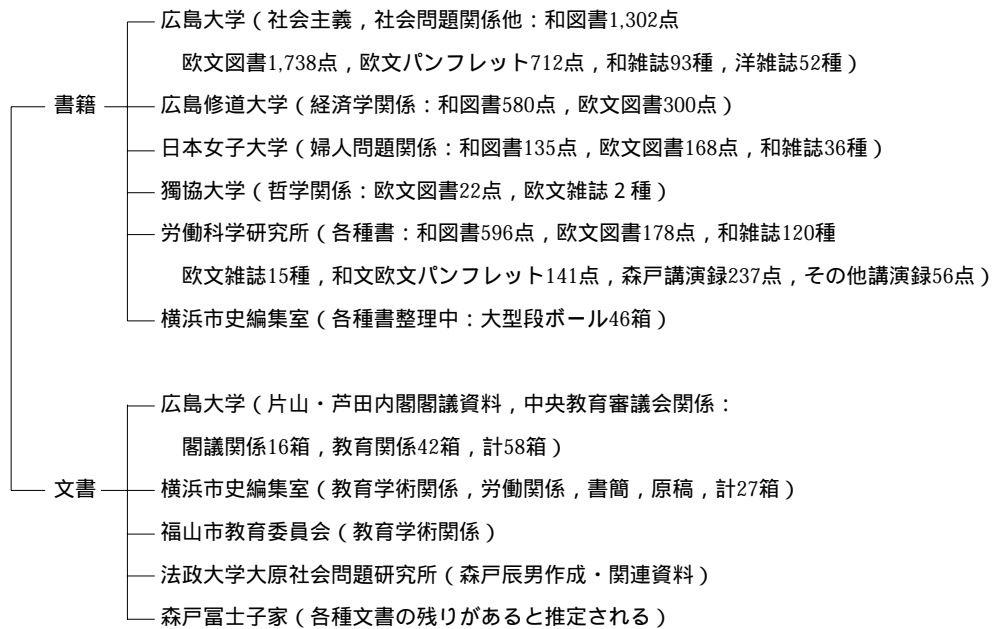 広島大学（社会主義，社会問題関係他：和図書1,302点
欧文図書1,738点，欧文パンフレット712点，和雑誌93種，洋雑誌52種）
書籍
広島修道大学（経済学関係：和図書580点，欧文図書300点）
日本女子大学（婦人問題関係：和図書135点，欧文図書168点，和雑誌36種）
獨協大学（哲学関係：欧文図書22点，欧文雑誌２種）
労働科学研究所（各種書：和図書596点，欧文図書178点，和雑誌120種
欧文雑誌15種，和文欧文パンフレット141点，森戸講演録237点，その他講演録56点）
横浜市史編集室（各種書整理中：大型段ボール46箱）
広島大学（片山・芦田内閣閣議資料，中央教育審議会関係：
閣議関係16箱，教育関係42箱，計58箱）
文書
横浜市史編集室（教育学術関係，労働関係，書簡，原稿，計27箱）
福山市教育委員会（教育学術関係）
法政大学大原社会問題研究所（森戸辰男作成・関連資料）
森戸冨士子家（各種文書の残りがあると推定される）